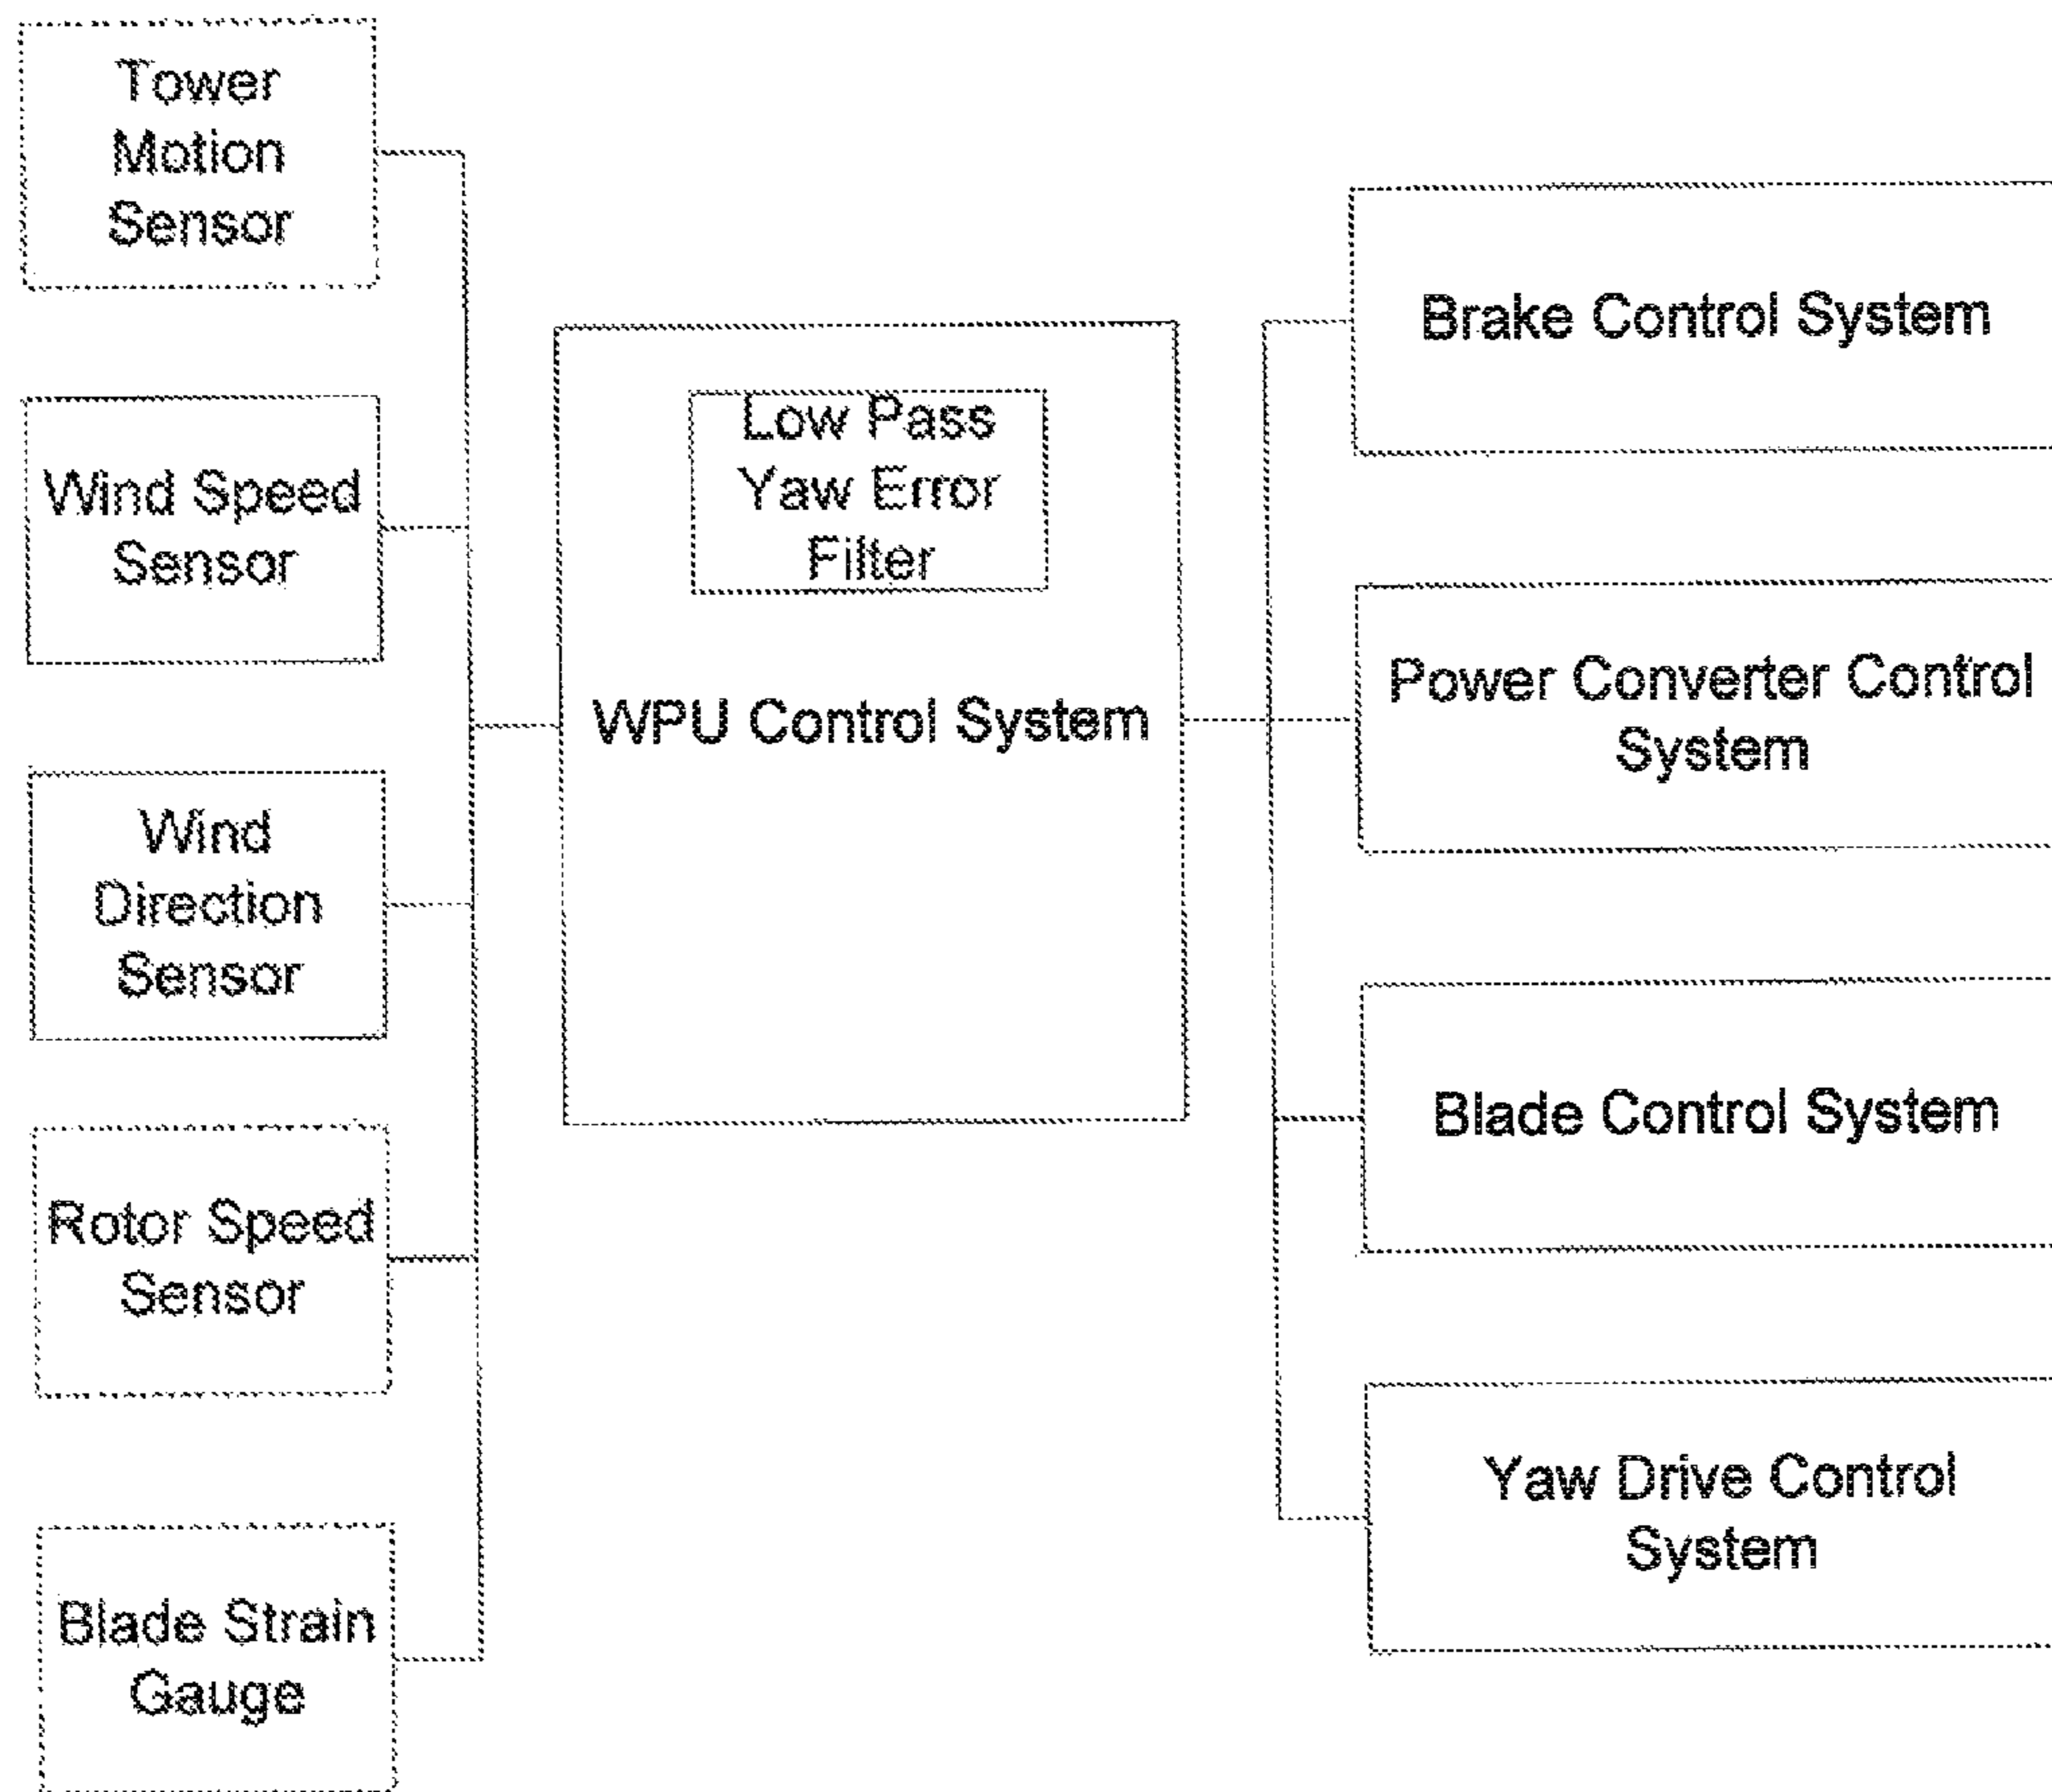 Tower
Motion
Sensor
Wind Speed
Sensor
Wind
Direction
Sensor
Rotor Speed
Sensor
Blade Strain
Gauge
Low Pass
Yaw Error
Filter
WPU Control System
Brake Control System
Power Converter Control
System
Blade Control System
Yaw Drive Control
System